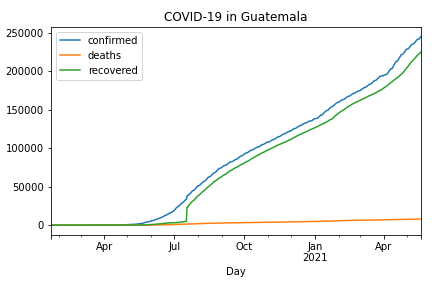 COVID-19 in Guatemala
250000
200000
150000
100000
50000
0
confirmed
deaths
recovered
Apr
Jul
Oct
Jan
2021
Apr
Day